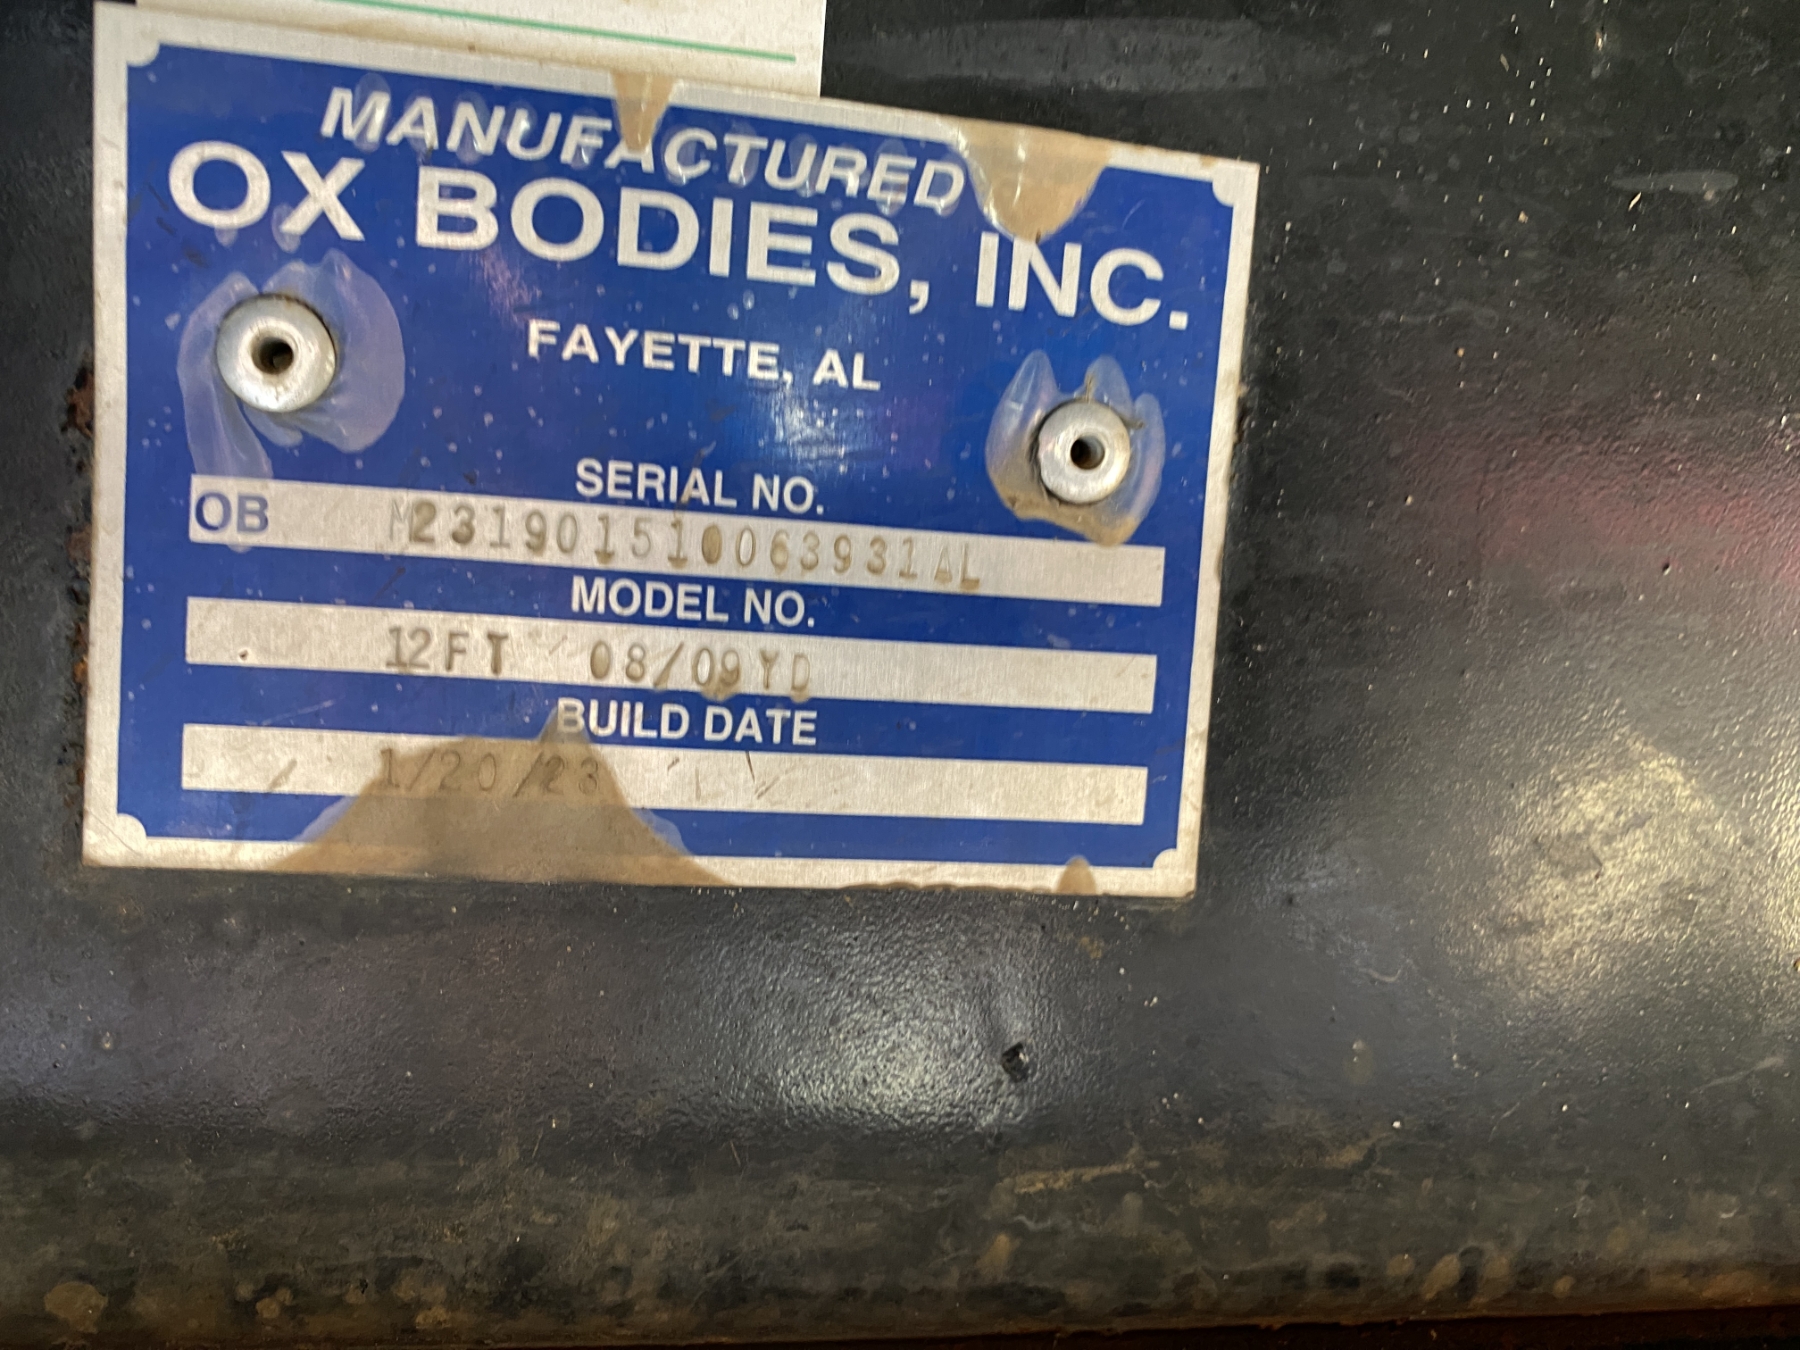 MANUFACTURED
OX BODIES, INC.
FAYETTE, AL
SERIAL NO.
OB M231901510063931AL
MODEL NO.
12FT 08/09YD
BUILD DATE
1/20/23